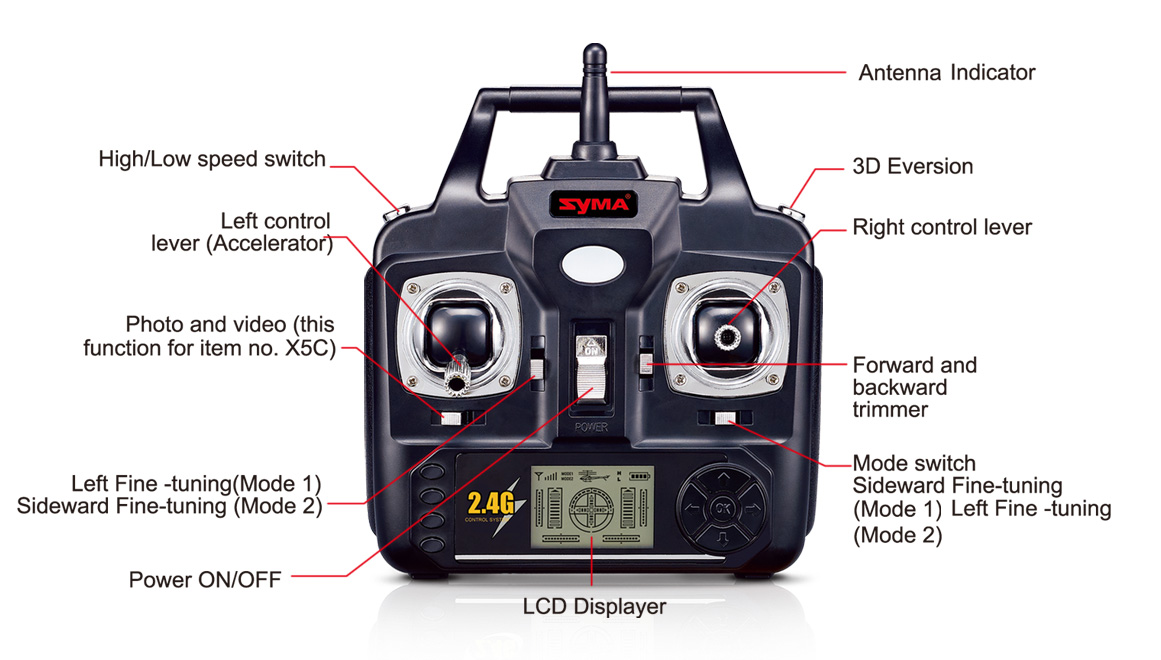 Antenna Indicator
High/Low speed switch
3D Eversion
SYMA®
Left control
lever (Accelerator)
Right control lever
Photo and video (this
function for item no. X5C)
ON
Forward and
backward
trimmer
POWER
Mode switch
Sideward Fine-tuning
(Mode 1) Left Fine -tuning
(Mode 2)
Left Fine -tuning(Mode 1)
Sideward Fine-tuning (Mode 2)
MODE1
MODE2
H
L
2.4G
CONTROL SYSTEM
OK
Power ON/OFF
LCD Displayer